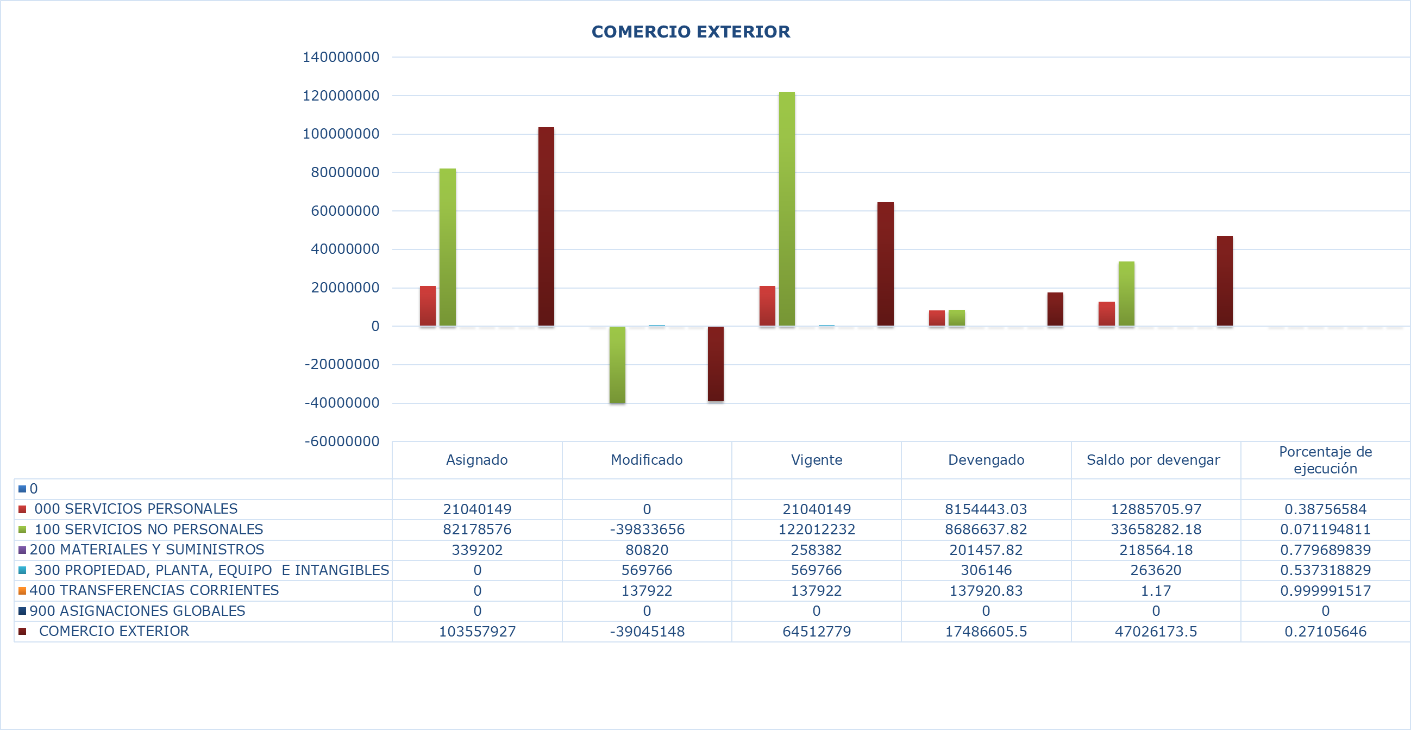 COMERCIO EXTERIOR
140000000
120000000
100000000
80000000
60000000
40000000
20000000
0
-20000000
-40000000
-60000000
Asignado Modificado Vigente Devengado Saldo por devengar Porcentaje de
ejecución
0
000 SERVICIOS PERSONALES 21040149 0 21040149 8154443.03 12885705.97 0.38756584
100 SERVICIOS NO PERSONALES 82178576 -39833656 122012232 8686637.82 33658282.18 0.071194811
200 MATERIALES Y SUMINISTROS 339202 80820 258382 201457.82 218564.18 0.779689839
300 PROPIEDAD, PLANTA, EQUIPO E INTANGIBLES 0 569766 569766 306146 263620 0.537318829
400 TRANSFERENCIAS CORRIENTES 0 137922 137922 137920.83 1.17 0.999991517
900 ASIGNACIONES GLOBALES 0 0 0 0 0 0
COMERCIO EXTERIOR 103557927 -39045148 64512779 17486605.5 47026173.5 0.27105646